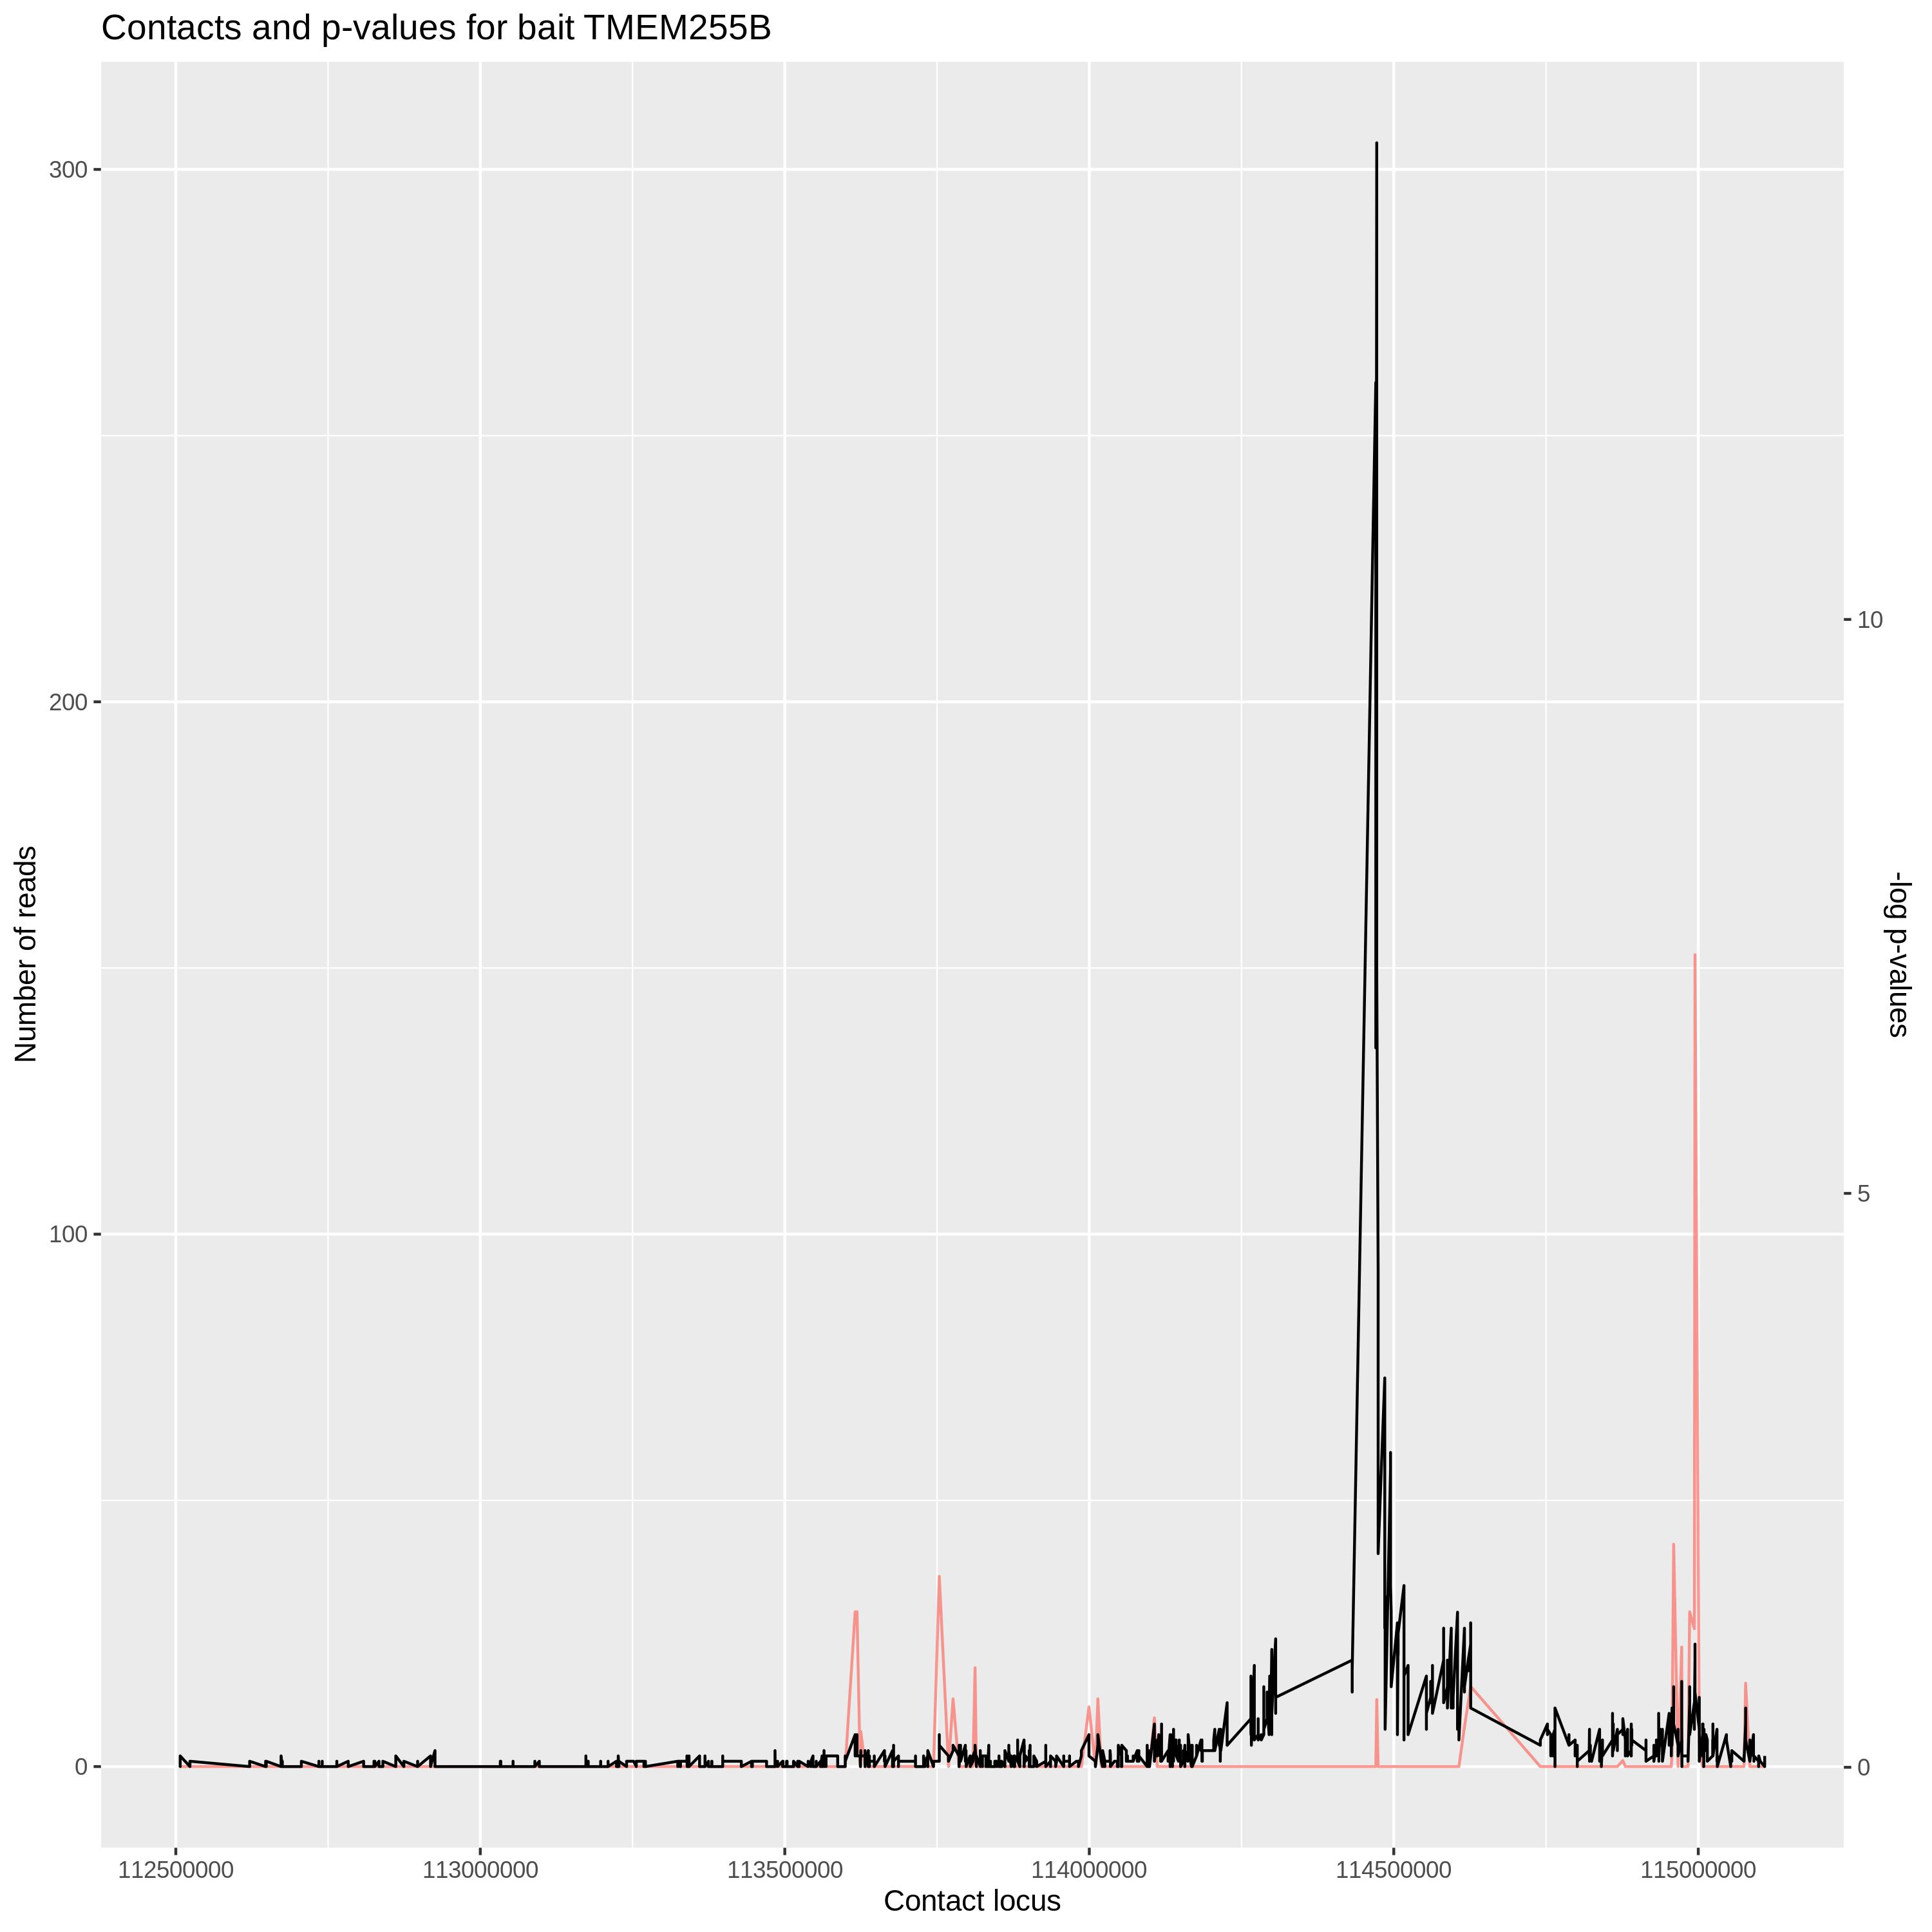 Contacts and p-values for bait TMEM255B
300
200
100
0
Number of reads
10
5
0
-log p-values
112500000 113000000 113500000 114000000 114500000 115000000
Contact locus